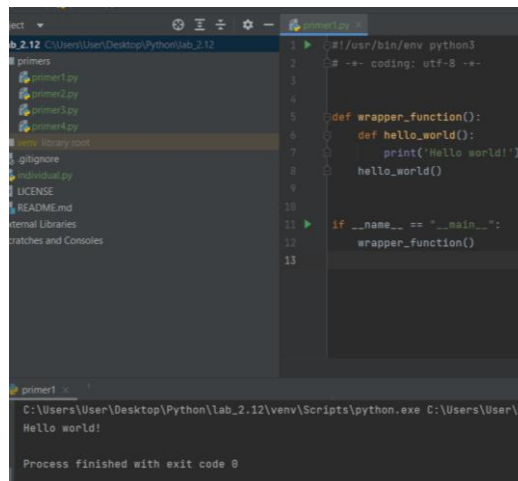 ject
ab_2.12 C:\Users\User\Desktop\Python\lab_2.12
primers
primer1.py
primer2.py
primer3.py
primer4.py
venv library root
.gitignore
individual.py
LICENSE
README.md
xternal Libraries
cratches and Consoles
primer1.py
1 #!/usr/bin/env python3
2 # -*- coding: utf-8 -*-
3
4
5 def wrapper_function():
6 def hello_world():
7 print('Hello world!')
8 hello_world()
9
10
11 if __name__ == "__main__":
12 wrapper_function()
13
primer1
C:\Users\User\Desktop\Python\lab_2.12\venv\Scripts\python.exe C:\Users\User\
Hello world!
Process finished with exit code 0